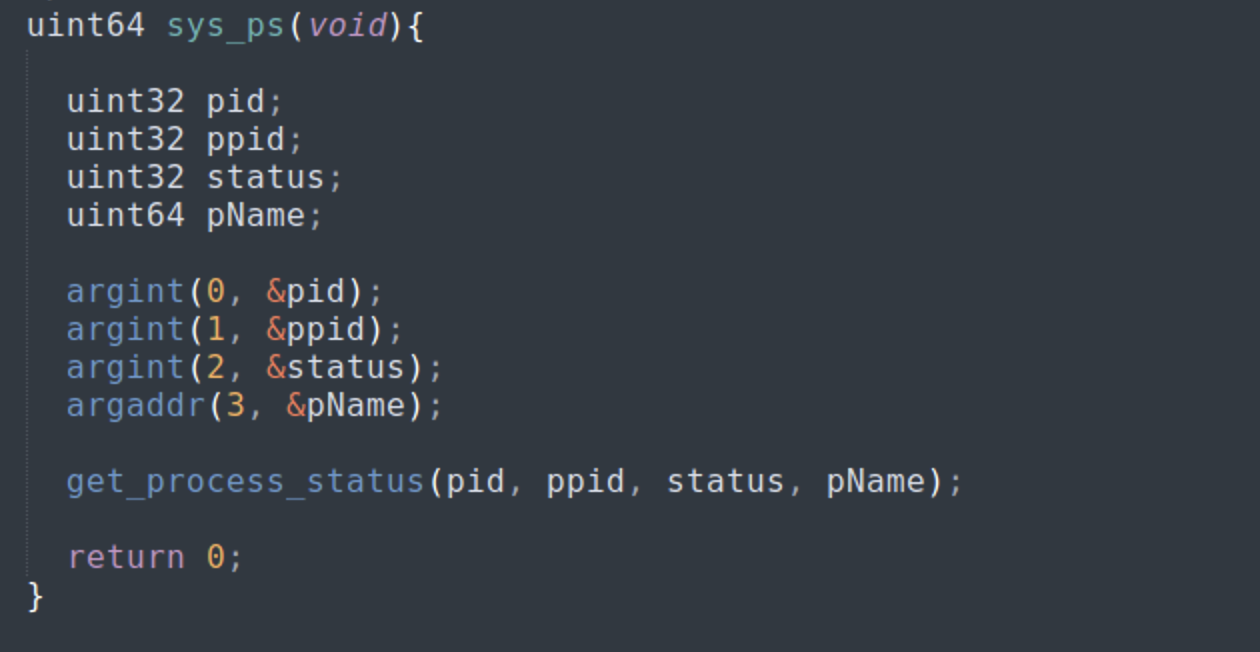 uint64 sys_ps(void){
uint32 pid;
uint32 ppid;
uint32 status;
uint64 pName;
argint(0, &pid);
argint(1, &ppid);
argint(2, &status);
argaddr(3, &pName);
get_process_status(pid, ppid, status, pName);
return 0;
}